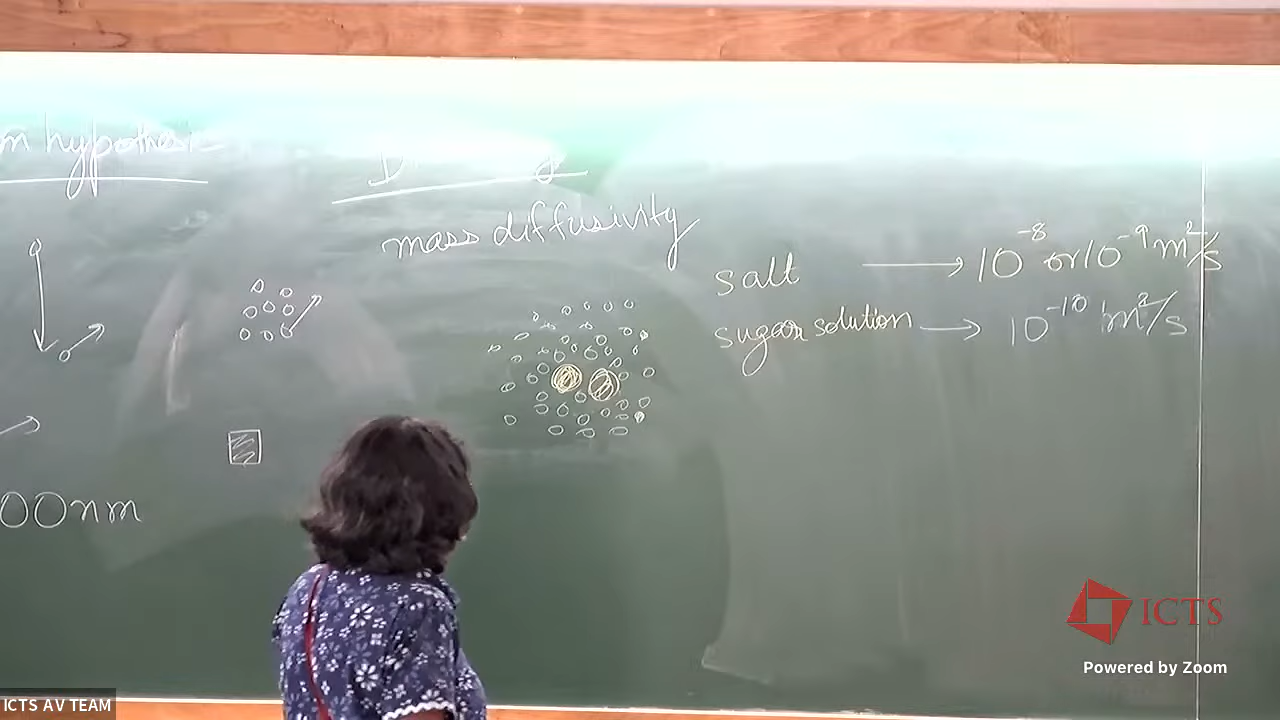 hypothesi
mass diffusivity
salt → 10⁻⁸ or 10⁻⁹ m²/s
sugar solution → 10⁻¹⁰ m²/s
00nm
ICTS
Powered by Zoom
ICTS AV TEAM